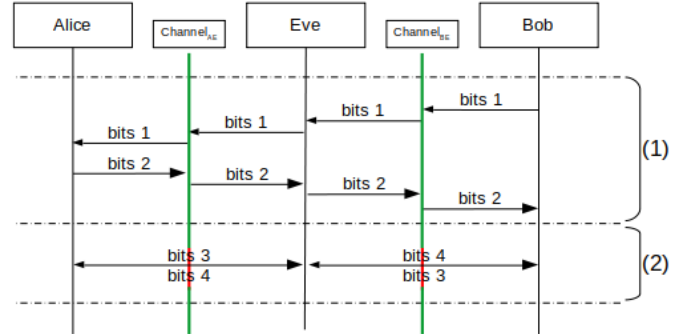 Alice
Channel_AE
Eve
Channel_BE
Bob
bits 1
bits 1
bits 1
bits 1
bits 2
bits 2
bits 2
bits 2
(1)
bits 3
bits 4
bits 4
bits 3
(2)